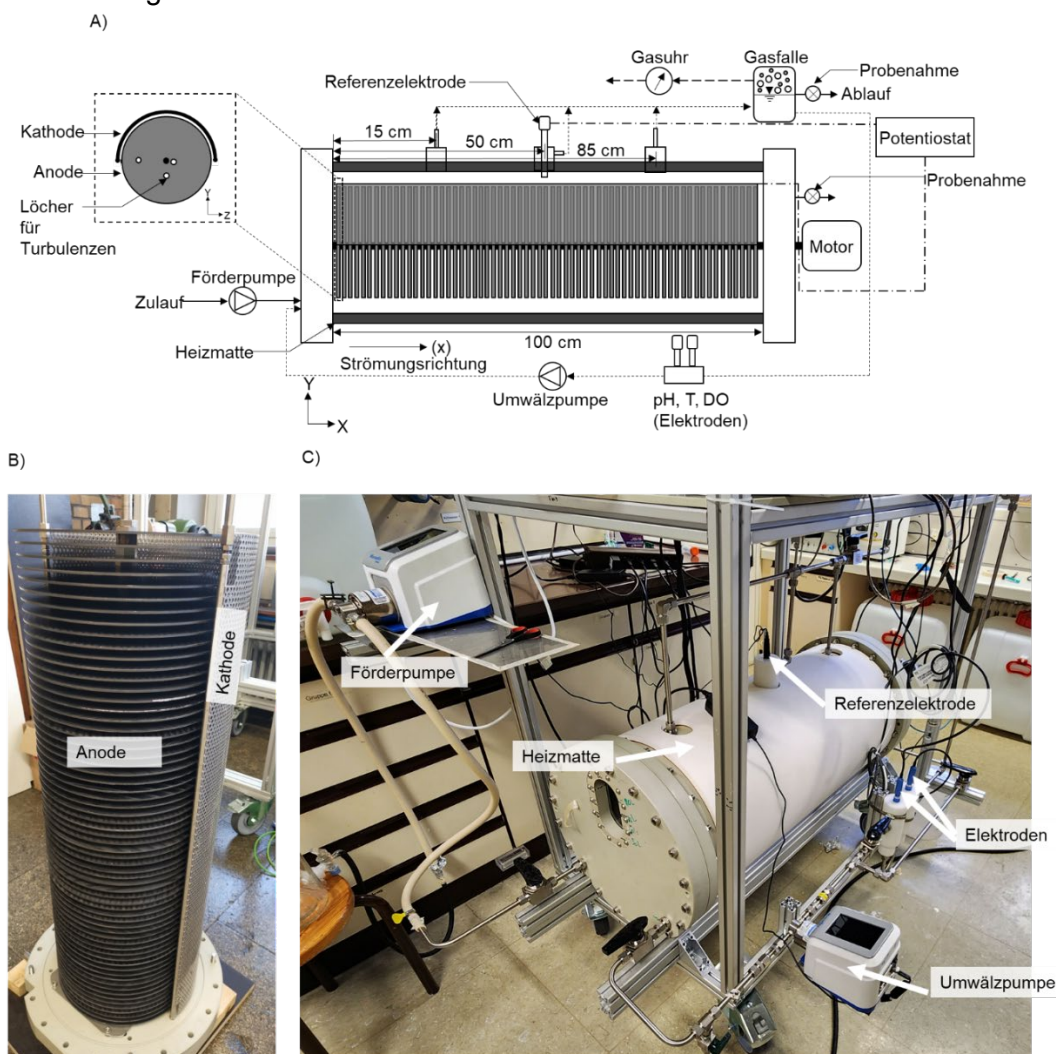 A)
Gasuhr
Gasfalle
Referenzelektrode
Probenahme
Ablauf
Kathode
15 cm
Potentiostat
50 cm
85 cm
Anode
Probenahme
Y
z
Löcher
für
Turbulenzen
Motor
Förderpumpe
Zulauf
100 cm
Heizmatte
(x)
Strömungsrichtung
Y
X
Umwälzpumpe
pH, T, DO
(Elektroden)
B)
C)
Kathode
Anode
Förderpumpe
Referenzelektrode
Heizmatte
Elektroden
Umwälzpumpe